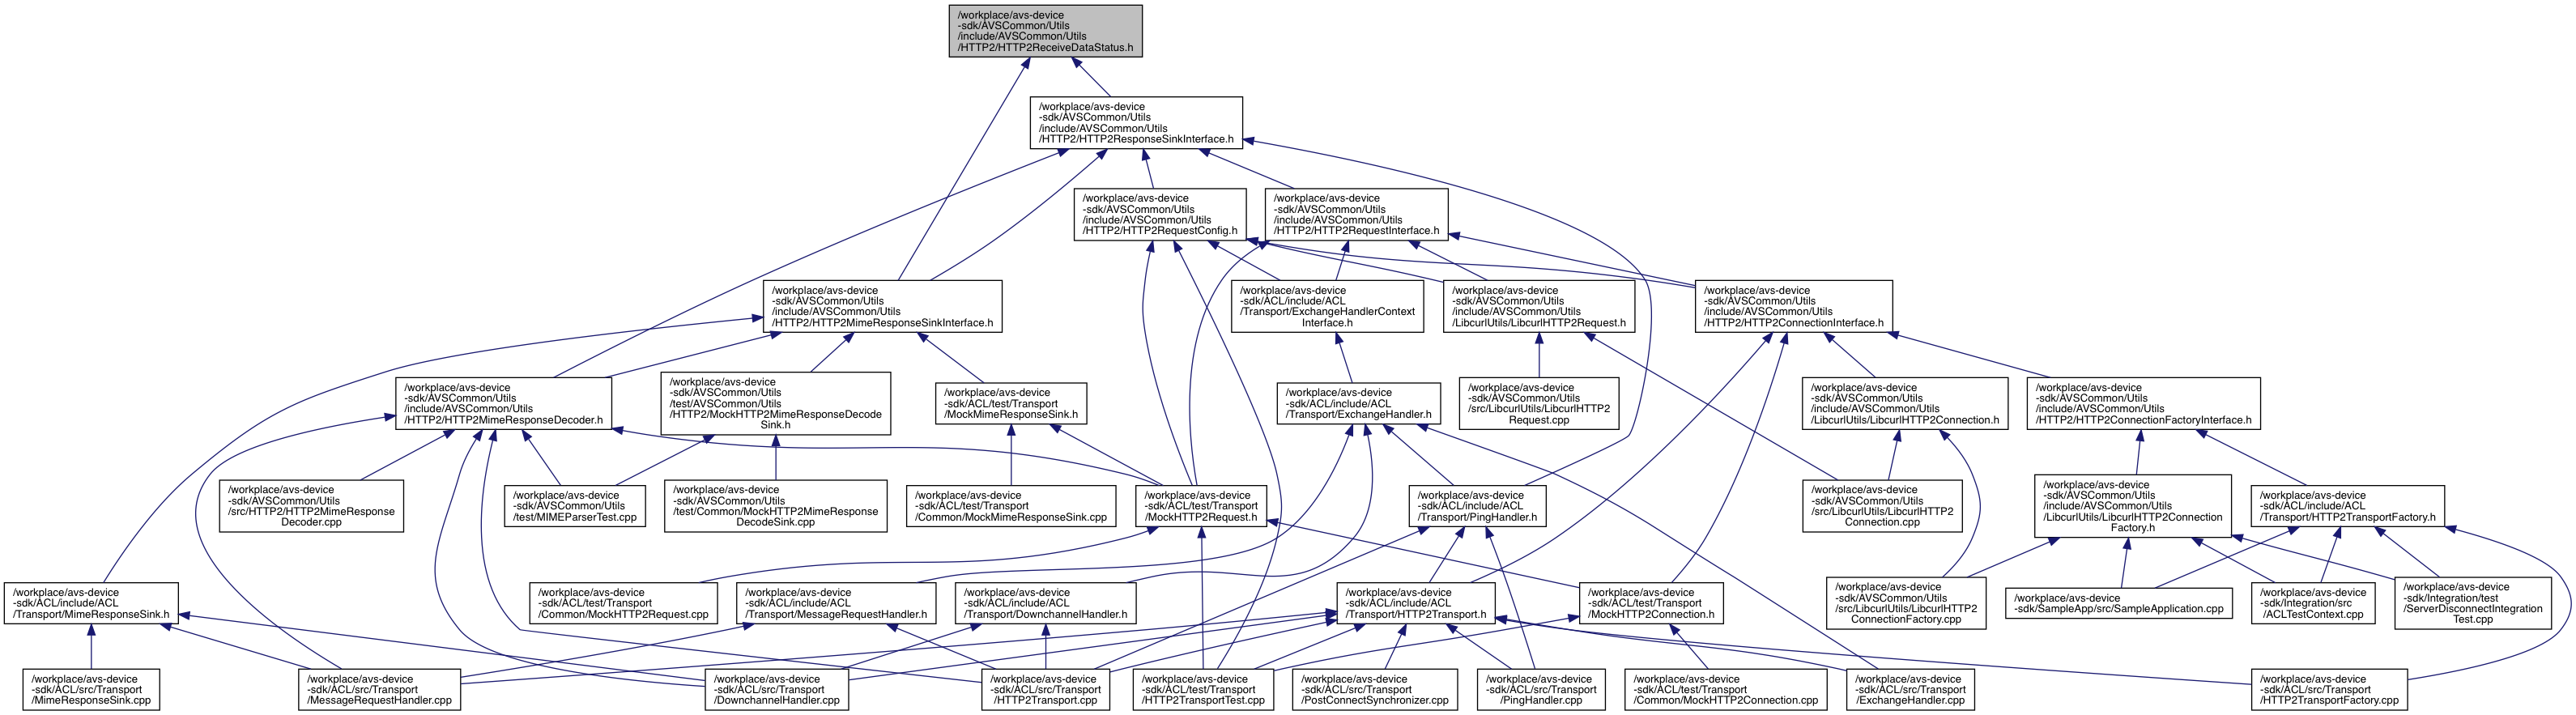 /workplace/avs-device
-sdk/AVSCommon/Utils
/include/AVSCommon/Utils
/HTTP2/HTTP2ReceiveDataStatus.h
/workplace/avs-device
-sdk/AVSCommon/Utils
/include/AVSCommon/Utils
/HTTP2/HTTP2ResponseSinkInterface.h
/workplace/avs-device
-sdk/AVSCommon/Utils
/include/AVSCommon/Utils
/HTTP2/HTTP2RequestConfig.h
/workplace/avs-device
-sdk/AVSCommon/Utils
/include/AVSCommon/Utils
/HTTP2/HTTP2RequestInterface.h
/workplace/avs-device
-sdk/AVSCommon/Utils
/include/AVSCommon/Utils
/HTTP2/HTTP2MimeResponseSinkInterface.h
/workplace/avs-device
-sdk/ACL/include/ACL
/Transport/ExchangeHandlerContext
Interface.h
/workplace/avs-device
-sdk/AVSCommon/Utils
/include/AVSCommon/Utils
/LibcurlUtils/LibcurlHTTP2Request.h
/workplace/avs-device
-sdk/AVSCommon/Utils
/include/AVSCommon/Utils
/HTTP2/HTTP2ConnectionInterface.h
/workplace/avs-device
-sdk/AVSCommon/Utils
/include/AVSCommon/Utils
/HTTP2/HTTP2MimeResponseDecoder.h
/workplace/avs-device
-sdk/AVSCommon/Utils
/test/AVSCommon/Utils
/HTTP2/MockHTTP2MimeResponseDecode
Sink.h
/workplace/avs-device
-sdk/ACL/test/Transport
/MockMimeResponseSink.h
/workplace/avs-device
-sdk/ACL/include/ACL
/Transport/ExchangeHandler.h
/workplace/avs-device
-sdk/AVSCommon/Utils
/src/LibcurlUtils/LibcurlHTTP2
Request.cpp
/workplace/avs-device
-sdk/AVSCommon/Utils
/include/AVSCommon/Utils
/LibcurlUtils/LibcurlHTTP2Connection.h
/workplace/avs-device
-sdk/AVSCommon/Utils
/include/AVSCommon/Utils
/HTTP2/HTTP2ConnectionFactoryInterface.h
/workplace/avs-device
-sdk/AVSCommon/Utils
/src/HTTP2/HTTP2MimeResponse
Decoder.cpp
/workplace/avs-device
-sdk/AVSCommon/Utils
/test/MIMEParserTest.cpp
/workplace/avs-device
-sdk/AVSCommon/Utils
/test/Common/MockHTTP2MimeResponse
DecodeSink.cpp
/workplace/avs-device
-sdk/ACL/test/Transport
/Common/MockMimeResponseSink.cpp
/workplace/avs-device
-sdk/ACL/test/Transport
/MockHTTP2Request.h
/workplace/avs-device
-sdk/ACL/include/ACL
/Transport/PingHandler.h
/workplace/avs-device
-sdk/AVSCommon/Utils
/src/LibcurlUtils/LibcurlHTTP2
Connection.cpp
/workplace/avs-device
-sdk/AVSCommon/Utils
/include/AVSCommon/Utils
/LibcurlUtils/LibcurlHTTP2Connection
Factory.h
/workplace/avs-device
-sdk/ACL/include/ACL
/Transport/HTTP2TransportFactory.h
/workplace/avs-device
-sdk/ACL/include/ACL
/Transport/MimeResponseSink.h
/workplace/avs-device
-sdk/ACL/test/Transport
/Common/MockHTTP2Request.cpp
/workplace/avs-device
-sdk/ACL/include/ACL
/Transport/MessageRequestHandler.h
/workplace/avs-device
-sdk/ACL/include/ACL
/Transport/DownchannelHandler.h
/workplace/avs-device
-sdk/ACL/include/ACL
/Transport/HTTP2Transport.h
/workplace/avs-device
-sdk/ACL/test/Transport
/MockHTTP2Connection.h
/workplace/avs-device
-sdk/AVSCommon/Utils
/src/LibcurlUtils/LibcurlHTTP2
ConnectionFactory.cpp
/workplace/avs-device
-sdk/SampleApp/src/SampleApplication.cpp
/workplace/avs-device
-sdk/Integration/src
/ACLTestContext.cpp
/workplace/avs-device
-sdk/Integration/test
/ServerDisconnectIntegration
Test.cpp
/workplace/avs-device
-sdk/ACL/src/Transport
/MimeResponseSink.cpp
/workplace/avs-device
-sdk/ACL/src/Transport
/MessageRequestHandler.cpp
/workplace/avs-device
-sdk/ACL/src/Transport
/DownchannelHandler.cpp
/workplace/avs-device
-sdk/ACL/src/Transport
/HTTP2Transport.cpp
/workplace/avs-device
-sdk/ACL/test/Transport
/HTTP2TransportTest.cpp
/workplace/avs-device
-sdk/ACL/src/Transport
/PostConnectSynchronizer.cpp
/workplace/avs-device
-sdk/ACL/src/Transport
/PingHandler.cpp
/workplace/avs-device
-sdk/ACL/test/Transport
/Common/MockHTTP2Connection.cpp
/workplace/avs-device
-sdk/ACL/src/Transport
/ExchangeHandler.cpp
/workplace/avs-device
-sdk/ACL/src/Transport
/HTTP2TransportFactory.cpp